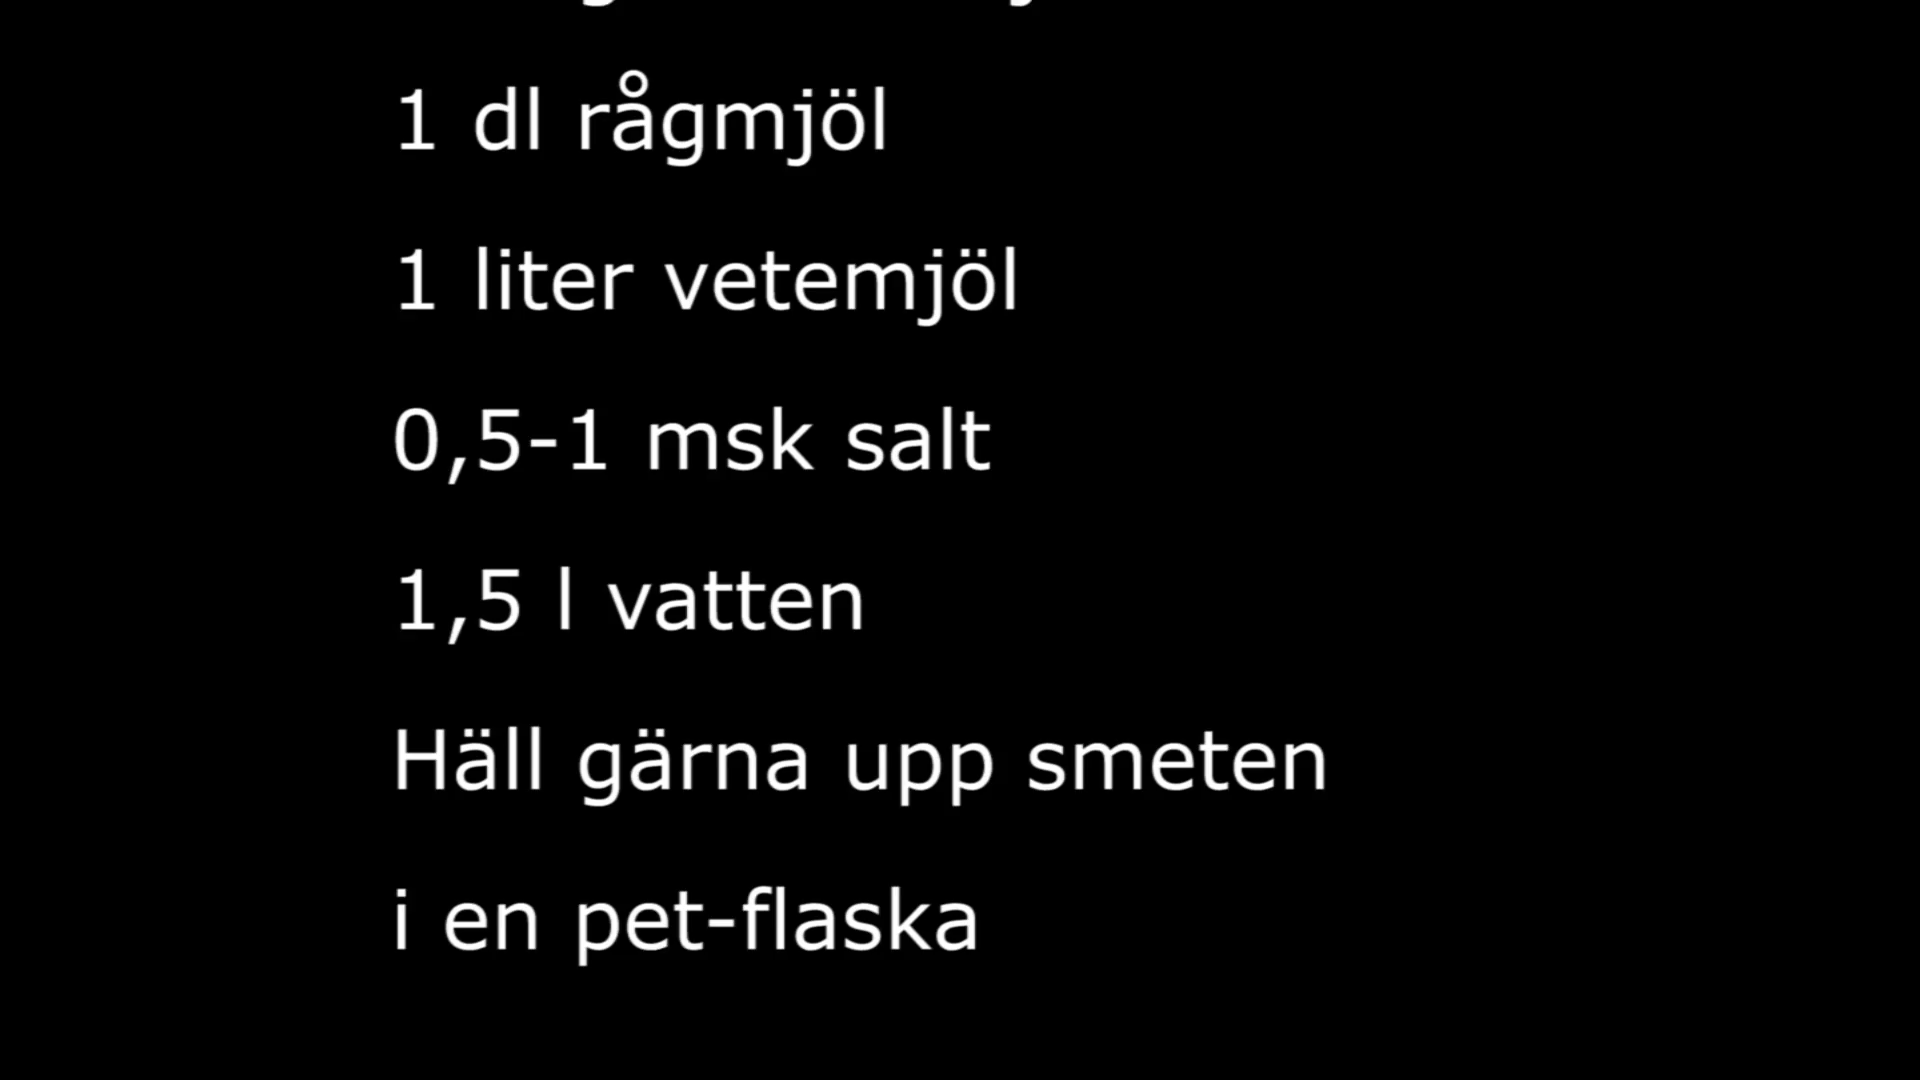 1 dl rågmjöl
1 liter vetemjöl
0,5-1 msk salt
1,5 l vatten
Häll gärna upp smeten
i en pet-flaska